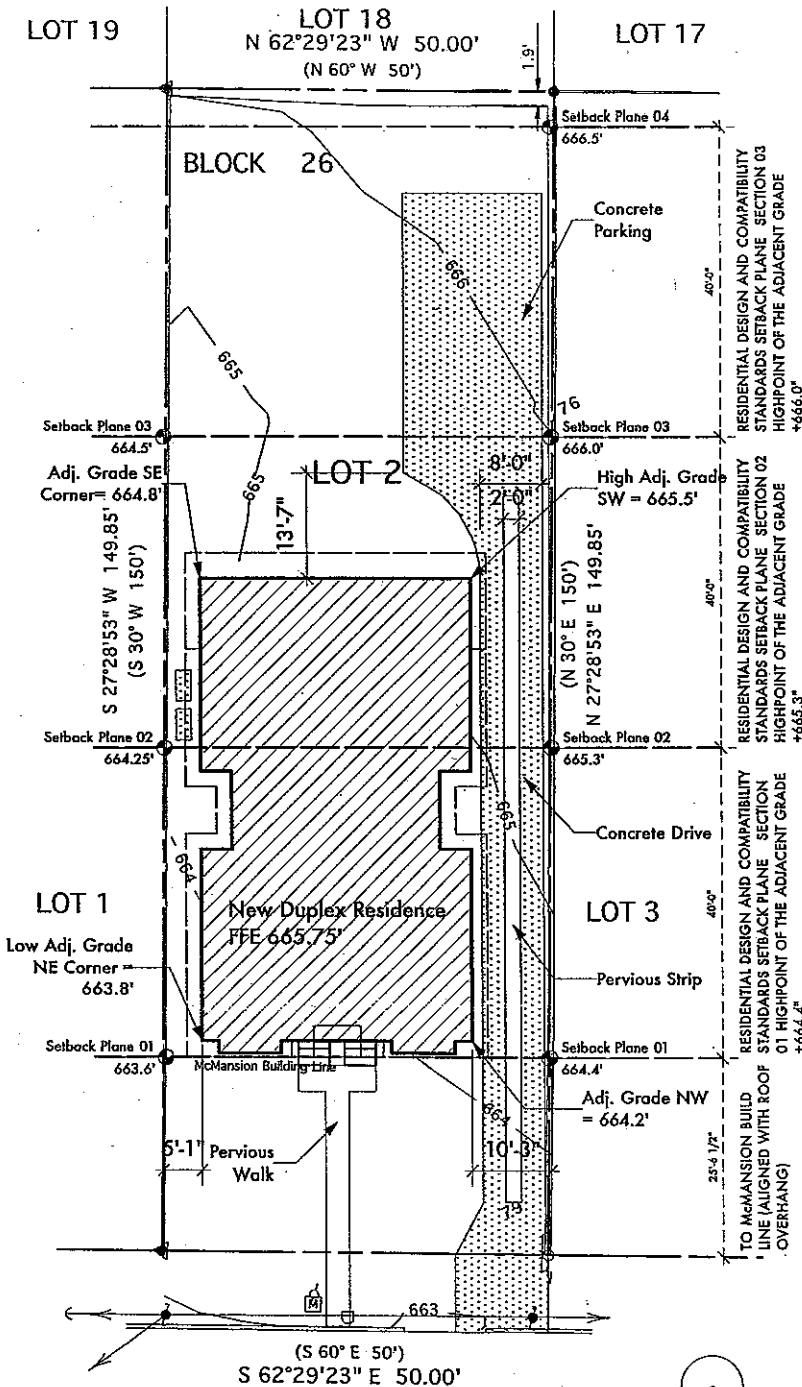 LOT 19
LOT 18
LOT 17
N 62°29'23" W 50.00'
(N 60° W 50')
1.9'
Setback Plane 04
666.5'
BLOCK 26
Concrete
Parking
666
665
665
76
RESIDENTIAL DESIGN AND COMPATIBILITY
STANDARDS SETBACK PLANE SECTION 03
HIGHPOINT OF THE ADJACENT GRADE
+666.0"
40'-0"
Setback Plane 03
664.5'
Setback Plane 03
666.0'
Adj. Grade SE
Corner= 664.8'
LOT 2
8'-0"
2'-0"
High Adj. Grade
SW = 665.5'
13'-7"
S 27°28'53" W 149.85'
(S 30° W 150')
(N 30° E 150')
N 27°28'53" E 149.85'
RESIDENTIAL DESIGN AND COMPATIBILITY
STANDARDS SETBACK PLANE SECTION 02
HIGHPOINT OF THE ADJACENT GRADE
+665.3"
40'-0"
Setback Plane 02
664.25'
Setback Plane 02
665.3'
664
665
Concrete Drive
LOT 1
LOT 3
New Duplex Residence
FFE 665.75'
Low Adj. Grade
NE Corner =
663.8'
Pervious Strip
RESIDENTIAL DESIGN AND COMPATIBILITY
STANDARDS SETBACK PLANE SECTION
01 HIGHPOINT OF THE ADJACENT GRADE
+664.4"
40'-0"
Setback Plane 01
663.6'
McMansion Building Line
Setback Plane 01
664.4'
664
Adj. Grade NW
= 664.2'
5'-1"
Pervious
Walk
10'-3"
TO McMANSION BUILD
LINE (ALIGNED WITH ROOF
OVERHANG)
25'-6 1/2"
M
663
(S 60° E 50')
S 62°29'23" E 50.00'